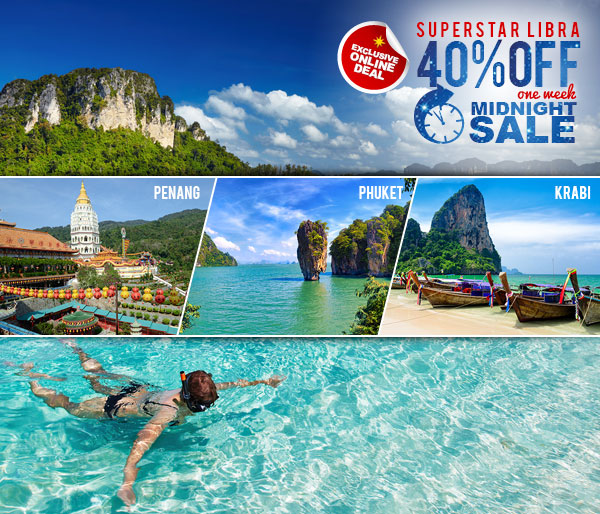 SUPERSTAR LIBRA
EXCLUSIVE
ONLINE
DEAL
40% OFF
one week
MIDNIGHT
SALE
PENANG
PHUKET
KRABI